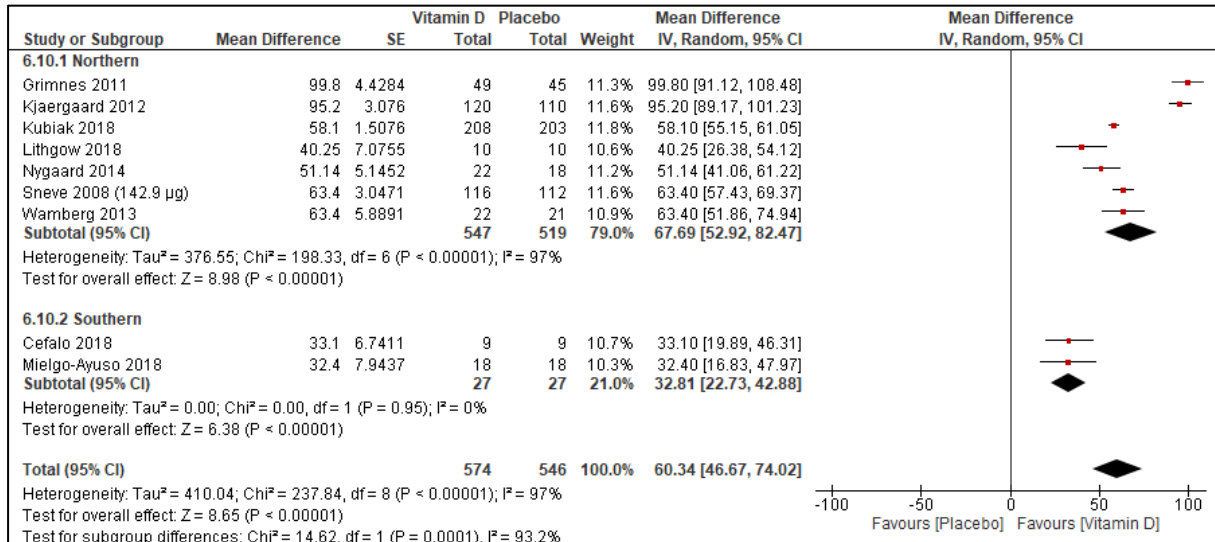 Vitamin D Placebo Mean Difference Mean Difference
Study or Subgroup Mean Difference SE Total Total Weight IV, Random, 95% CI IV, Random, 95% CI
6.10.1 Northern
Grimnes 2011 99.8 4.4284 49 45 11.3% 99.80 [91.12, 108.48]
Kjaergaard 2012 95.2 3.076 120 110 11.6% 95.20 [89.17, 101.23]
Kubiak 2018 58.1 1.5076 208 203 11.8% 58.10 [55.15, 61.05]
Lithgow 2018 40.25 7.0755 10 10 10.6% 40.25 [26.38, 54.12]
Nygaard 2014 51.14 5.1452 22 18 11.2% 51.14 [41.06, 61.22]
Sneve 2008 (142.9 µg) 63.4 3.0471 116 112 11.6% 63.40 [57.43, 69.37]
Wamberg 2013 63.4 5.8891 22 21 10.9% 63.40 [51.86, 74.94]
Subtotal (95% CI) 547 519 79.0% 67.69 [52.92, 82.47]
Heterogeneity: Tau² = 376.55; Chi² = 198.33, df = 6 (P < 0.00001); I² = 97%
Test for overall effect: Z = 8.98 (P < 0.00001)
6.10.2 Southern
Cefalo 2018 33.1 6.7411 9 9 10.7% 33.10 [19.89, 46.31]
Mielgo-Ayuso 2018 32.4 7.9437 18 18 10.3% 32.40 [16.83, 47.97]
Subtotal (95% CI) 27 27 21.0% 32.81 [22.73, 42.88]
Heterogeneity: Tau² = 0.00; Chi² = 0.00, df = 1 (P = 0.95); I² = 0%
Test for overall effect: Z = 6.38 (P < 0.00001)
Total (95% CI) 574 546 100.0% 60.34 [46.67, 74.02]
Heterogeneity: Tau² = 410.04; Chi² = 237.84, df = 8 (P < 0.00001); I² = 97%
Test for overall effect: Z = 8.65 (P < 0.00001)
Test for subgroup differences: Chi² = 14.62, df = 1 (P = 0.0001), I² = 93.2%
-100 -50 0 50 100
Favours [Placebo] Favours [Vitamin D]